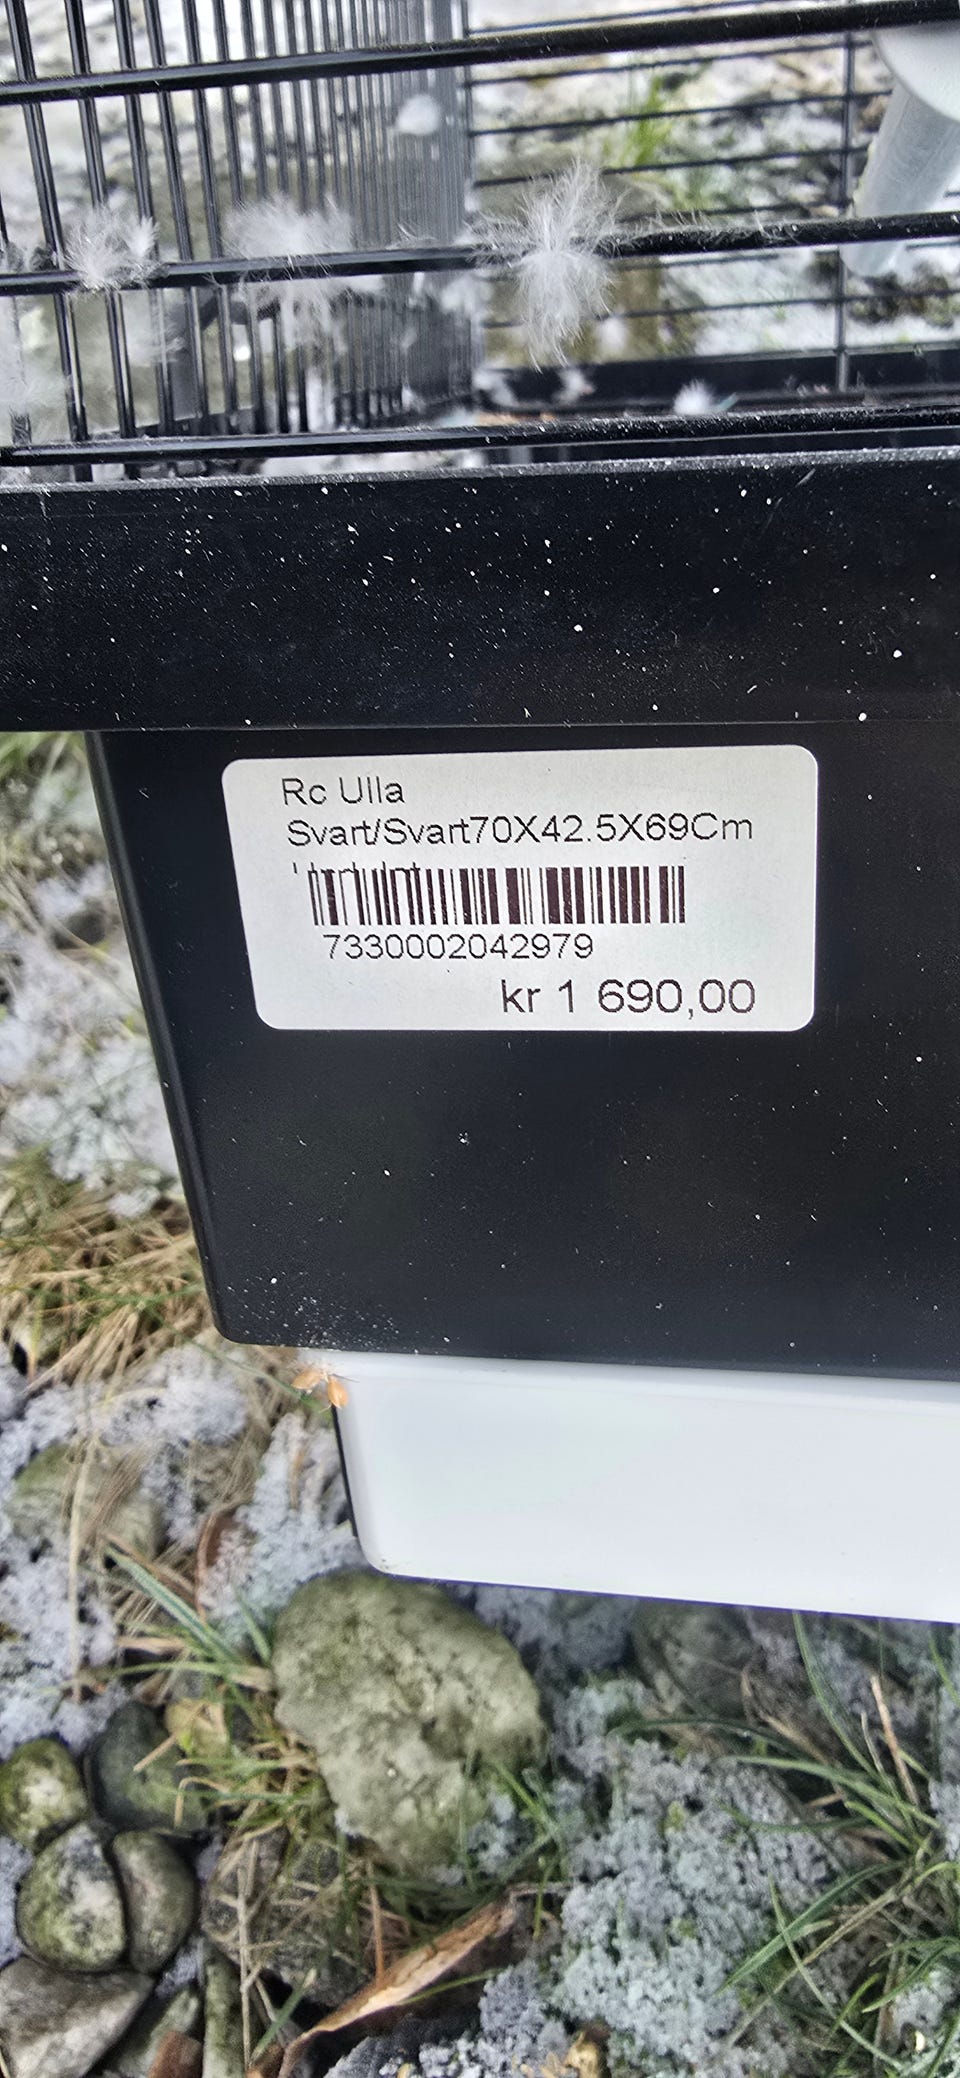 Rc Ulla
Svart/Svart70X42.5X69Cm
7330002042979
kr 1 690,00